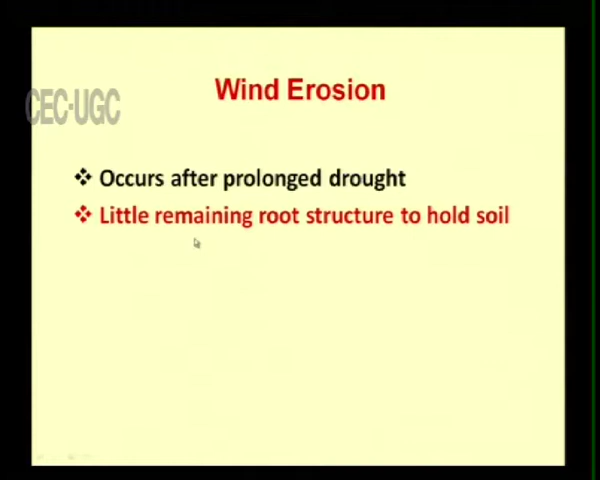 Wind Erosion
CEC-UGC
Occurs after prolonged drought
Little remaining root structure to hold soil